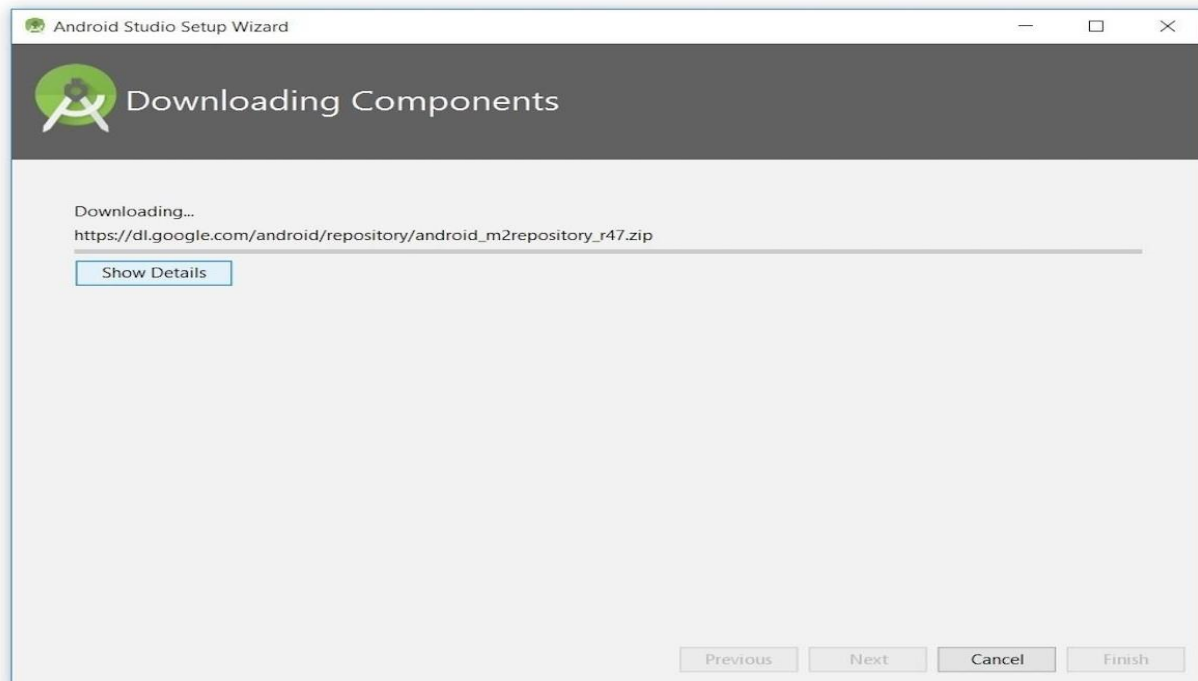 Android Studio Setup Wizard
Downloading Components
Downloading...
https://dl.google.com/android/repository/android_m2repository_r47.zip
Show Details
Previous Next Cancel Finish